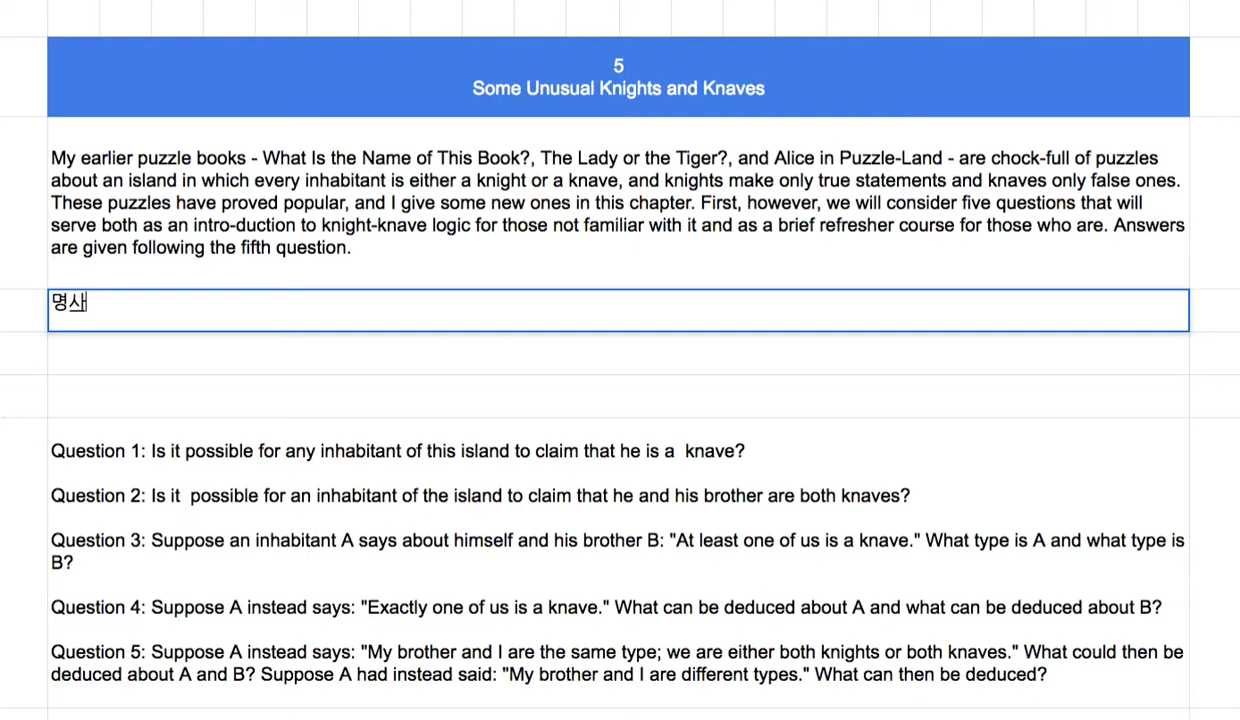 5
Some Unusual Knights and Knaves
My earlier puzzle books - What Is the Name of This Book?, The Lady or the Tiger?, and Alice in Puzzle-Land - are chock-full of puzzles
about an island in which every inhabitant is either a knight or a knave, and knights make only true statements and knaves only false ones.
These puzzles have proved popular, and I give some new ones in this chapter. First, however, we will consider five questions that will
serve both as an intro-duction to knight-knave logic for those not familiar with it and as a brief refresher course for those who are. Answers
are given following the fifth question.
명사
Question 1: Is it possible for any inhabitant of this island to claim that he is a  knave?
Question 2: Is it  possible for an inhabitant of the island to claim that he and his brother are both knaves?
Question 3: Suppose an inhabitant A says about himself and his brother B: "At least one of us is a knave." What type is A and what type is
B?
Question 4: Suppose A instead says: "Exactly one of us is a knave." What can be deduced about A and what can be deduced about B?
Question 5: Suppose A instead says: "My brother and I are the same type; we are either both knights or both knaves." What could then be
deduced about A and B? Suppose A had instead said: "My brother and I are different types." What can then be deduced?